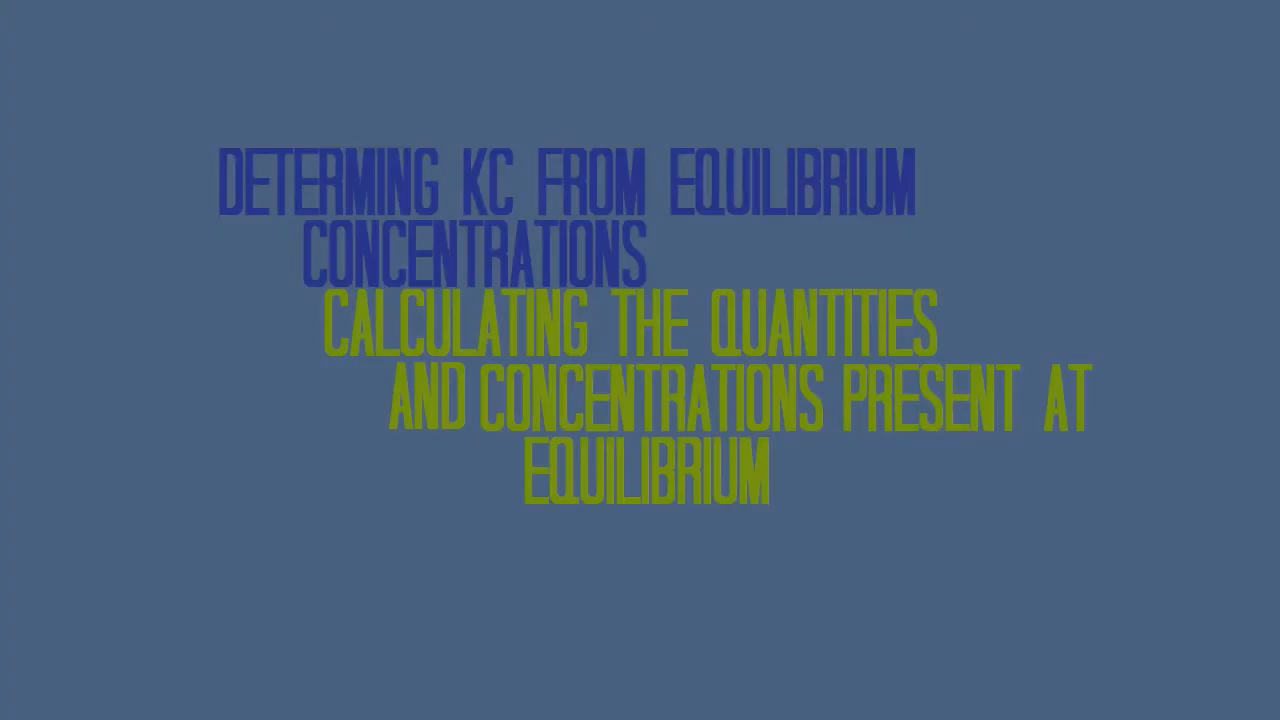 DETERMING KC FROM EQUILIBRIUM
CONCENTRATIONS
CALCULATING THE QUANTITIES
AND CONCENTRATIONS PRESENT AT
EQUILIBRIUM